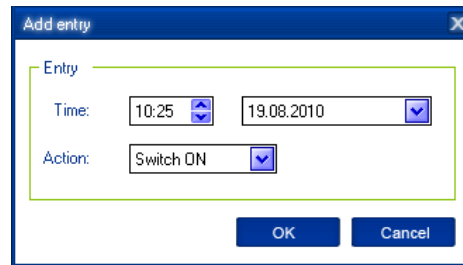 Add entry
Entry
Time: 10:25 19.08.2010
Action: Switch ON
OK Cancel